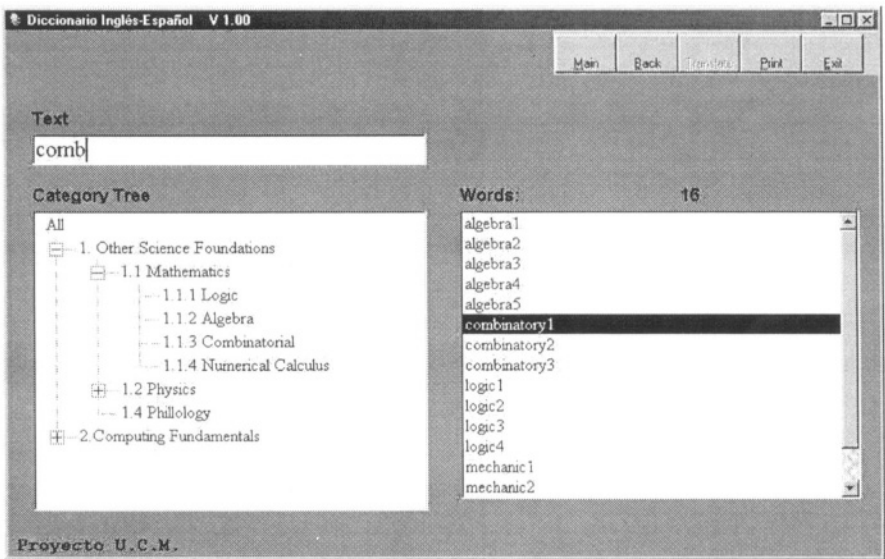 Diccionario Inglés-Español V 1.00
Main Back Translate Print Exit
Text
comb
Category Tree
All
1. Other Science Foundations
1.1 Mathematics
1.1.1 Logic
1.1.2 Algebra
1.1.3 Combinatorial
1.1.4 Numerical Calculus
1.2 Physics
1.4 Phillology
2.Computing Fundamentals
Words: 16
algebra1
algebra2
algebra3
algebra4
algebra5
combinatory1
combinatory2
combinatory3
logic1
logic2
logic3
logic4
mechanic1
mechanic2
Proyecto U.C.M.